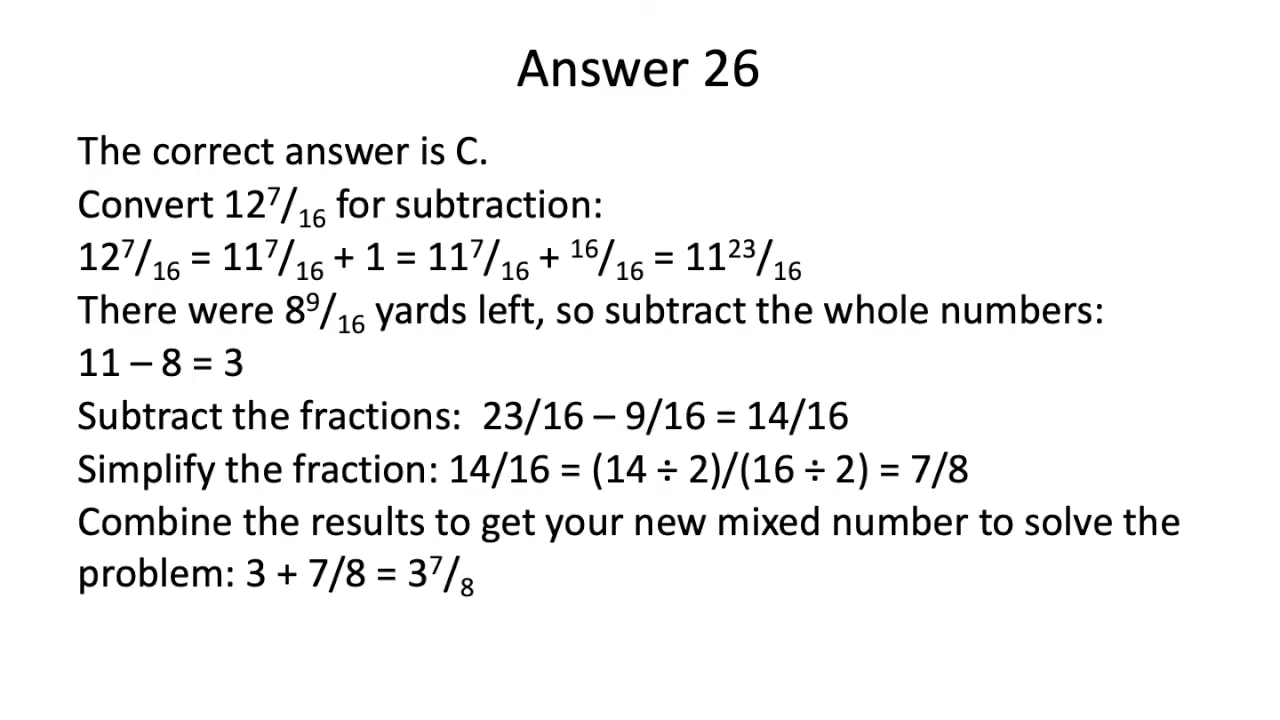 Answer 26
The correct answer is C.
Convert 12⁷/₁₆ for subtraction:
12⁷/₁₆ = 11⁷/₁₆ + 1 = 11⁷/₁₆ + ¹⁶/₁₆ = 11²³/₁₆
There were 8⁹/₁₆ yards left, so subtract the whole numbers:
11 – 8 = 3
Subtract the fractions:  23/16 – 9/16 = 14/16
Simplify the fraction: 14/16 = (14 ÷ 2)/(16 ÷ 2) = 7/8
Combine the results to get your new mixed number to solve the
problem: 3 + 7/8 = 3⁷/₈